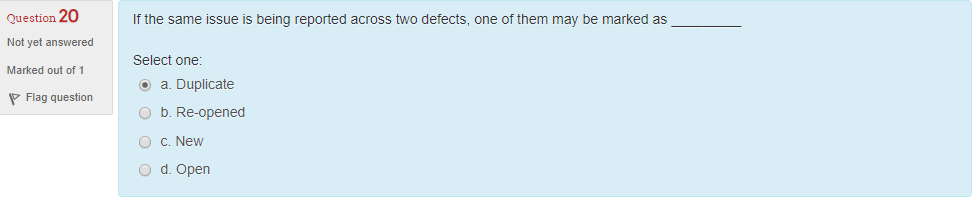 Question 20
Not yet answered
Marked out of 1
Flag question
If the same issue is being reported across two defects, one of them may be marked as _________
Select one:
a. Duplicate
b. Re-opened
c. New
d. Open